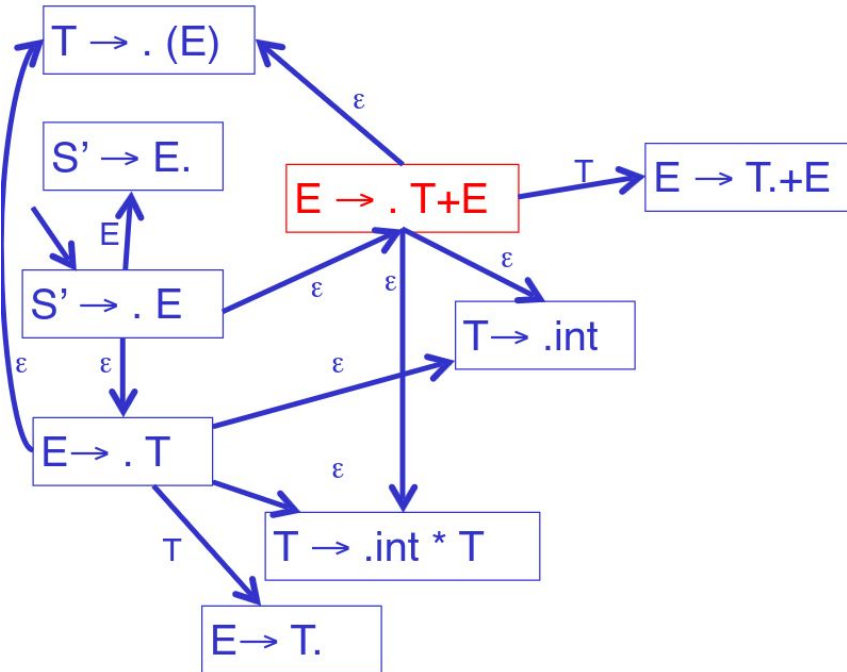 T → . (E)
ε
S’ → E.
E → . T+E
T
E → T.+E
E
S’ → . E
ε
ε
ε
T→ .int
ε
ε
ε
E→ . T
ε
T → .int * T
T
E→ T.